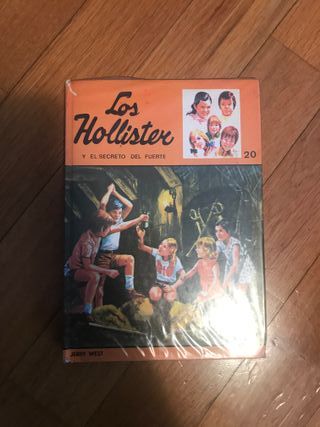 Los
Hollister
Y EL SECRETO DEL FUERTE
20
JERRY WEST